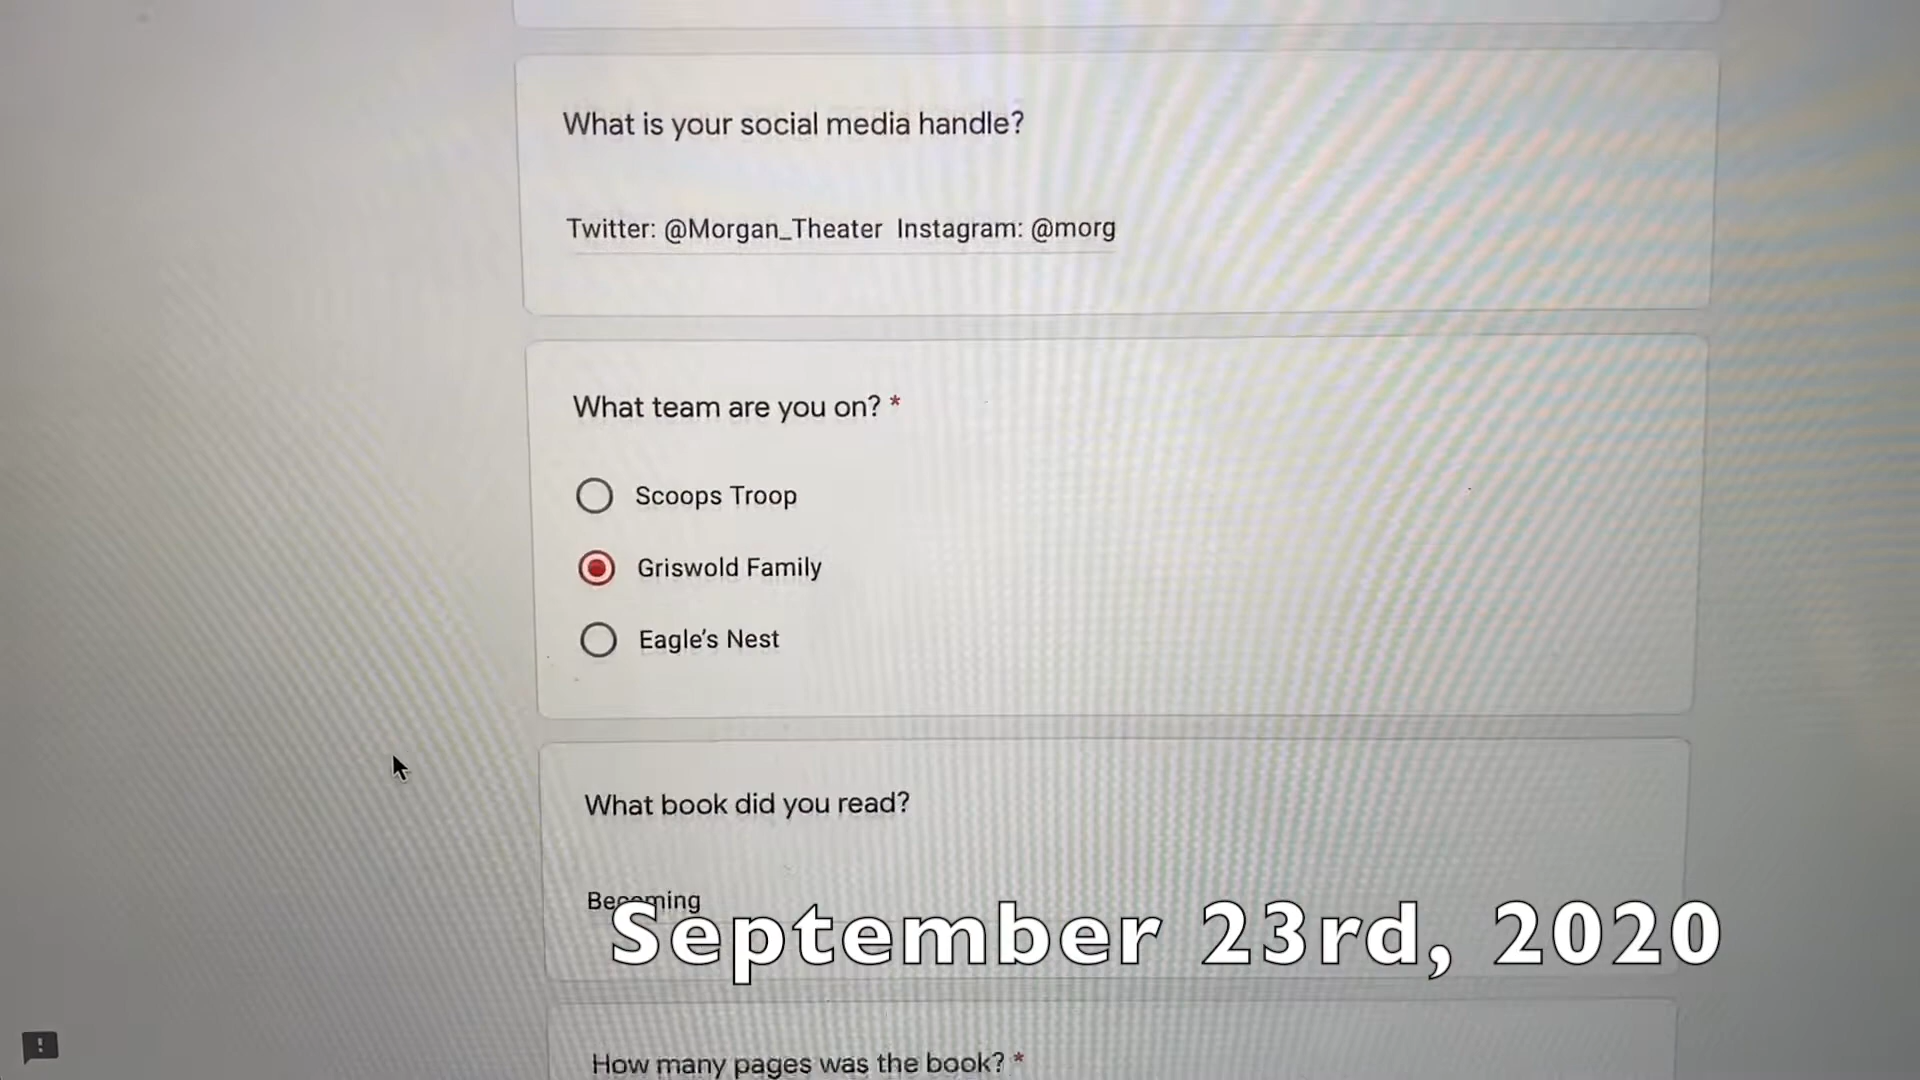 What is your social media handle?
Twitter: @Morgan_Theater Instagram: @morg
What team are you on? *
Scoops Troop
Griswold Family
Eagle's Nest
What book did you read?
Becoming
September 23rd, 2020
How many pages was the book? *